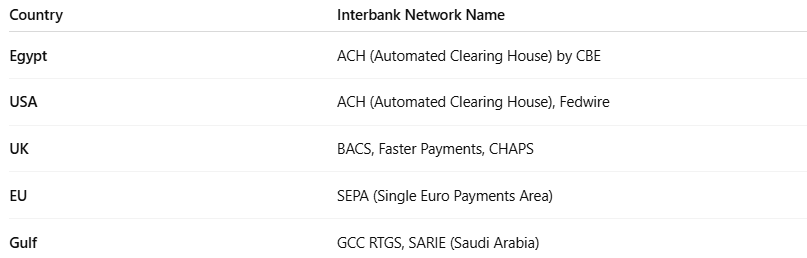 Country Interbank Network Name
Egypt ACH (Automated Clearing House) by CBE
USA ACH (Automated Clearing House), Fedwire
UK BACS, Faster Payments, CHAPS
EU SEPA (Single Euro Payments Area)
Gulf GCC RTGS, SARIE (Saudi Arabia)